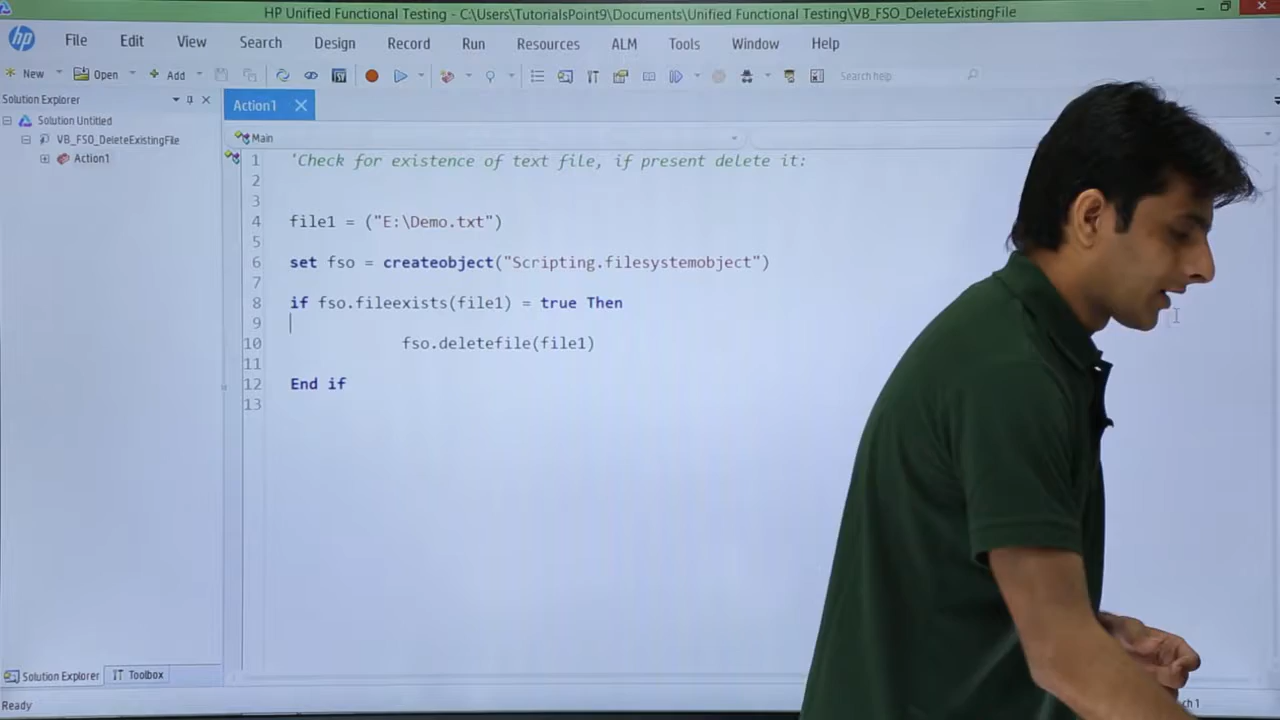 HP Unified Functional Testing - C:\Users\TutorialsPoint9\Documents\Unified Functional Testing\VB_FSO_DeleteExistingFile
hp File Edit View Search Design Record Run Resources ALM Tools Window Help
New Open Add Search help
Solution Explorer
Action1
Solution Untitled
VB_FSO_DeleteExistingFile
Action1
Main
1 'Check for existence of text file, if present delete it:
2
3
4 file1 = ("E:\Demo.txt")
5
6 set fso = createobject("Scripting.filesystemobject")
7
8 if fso.fileexists(file1) = true Then
9
10 fso.deletefile(file1)
11
12 End if
13
Solution Explorer Toolbox
Ready
ch 1